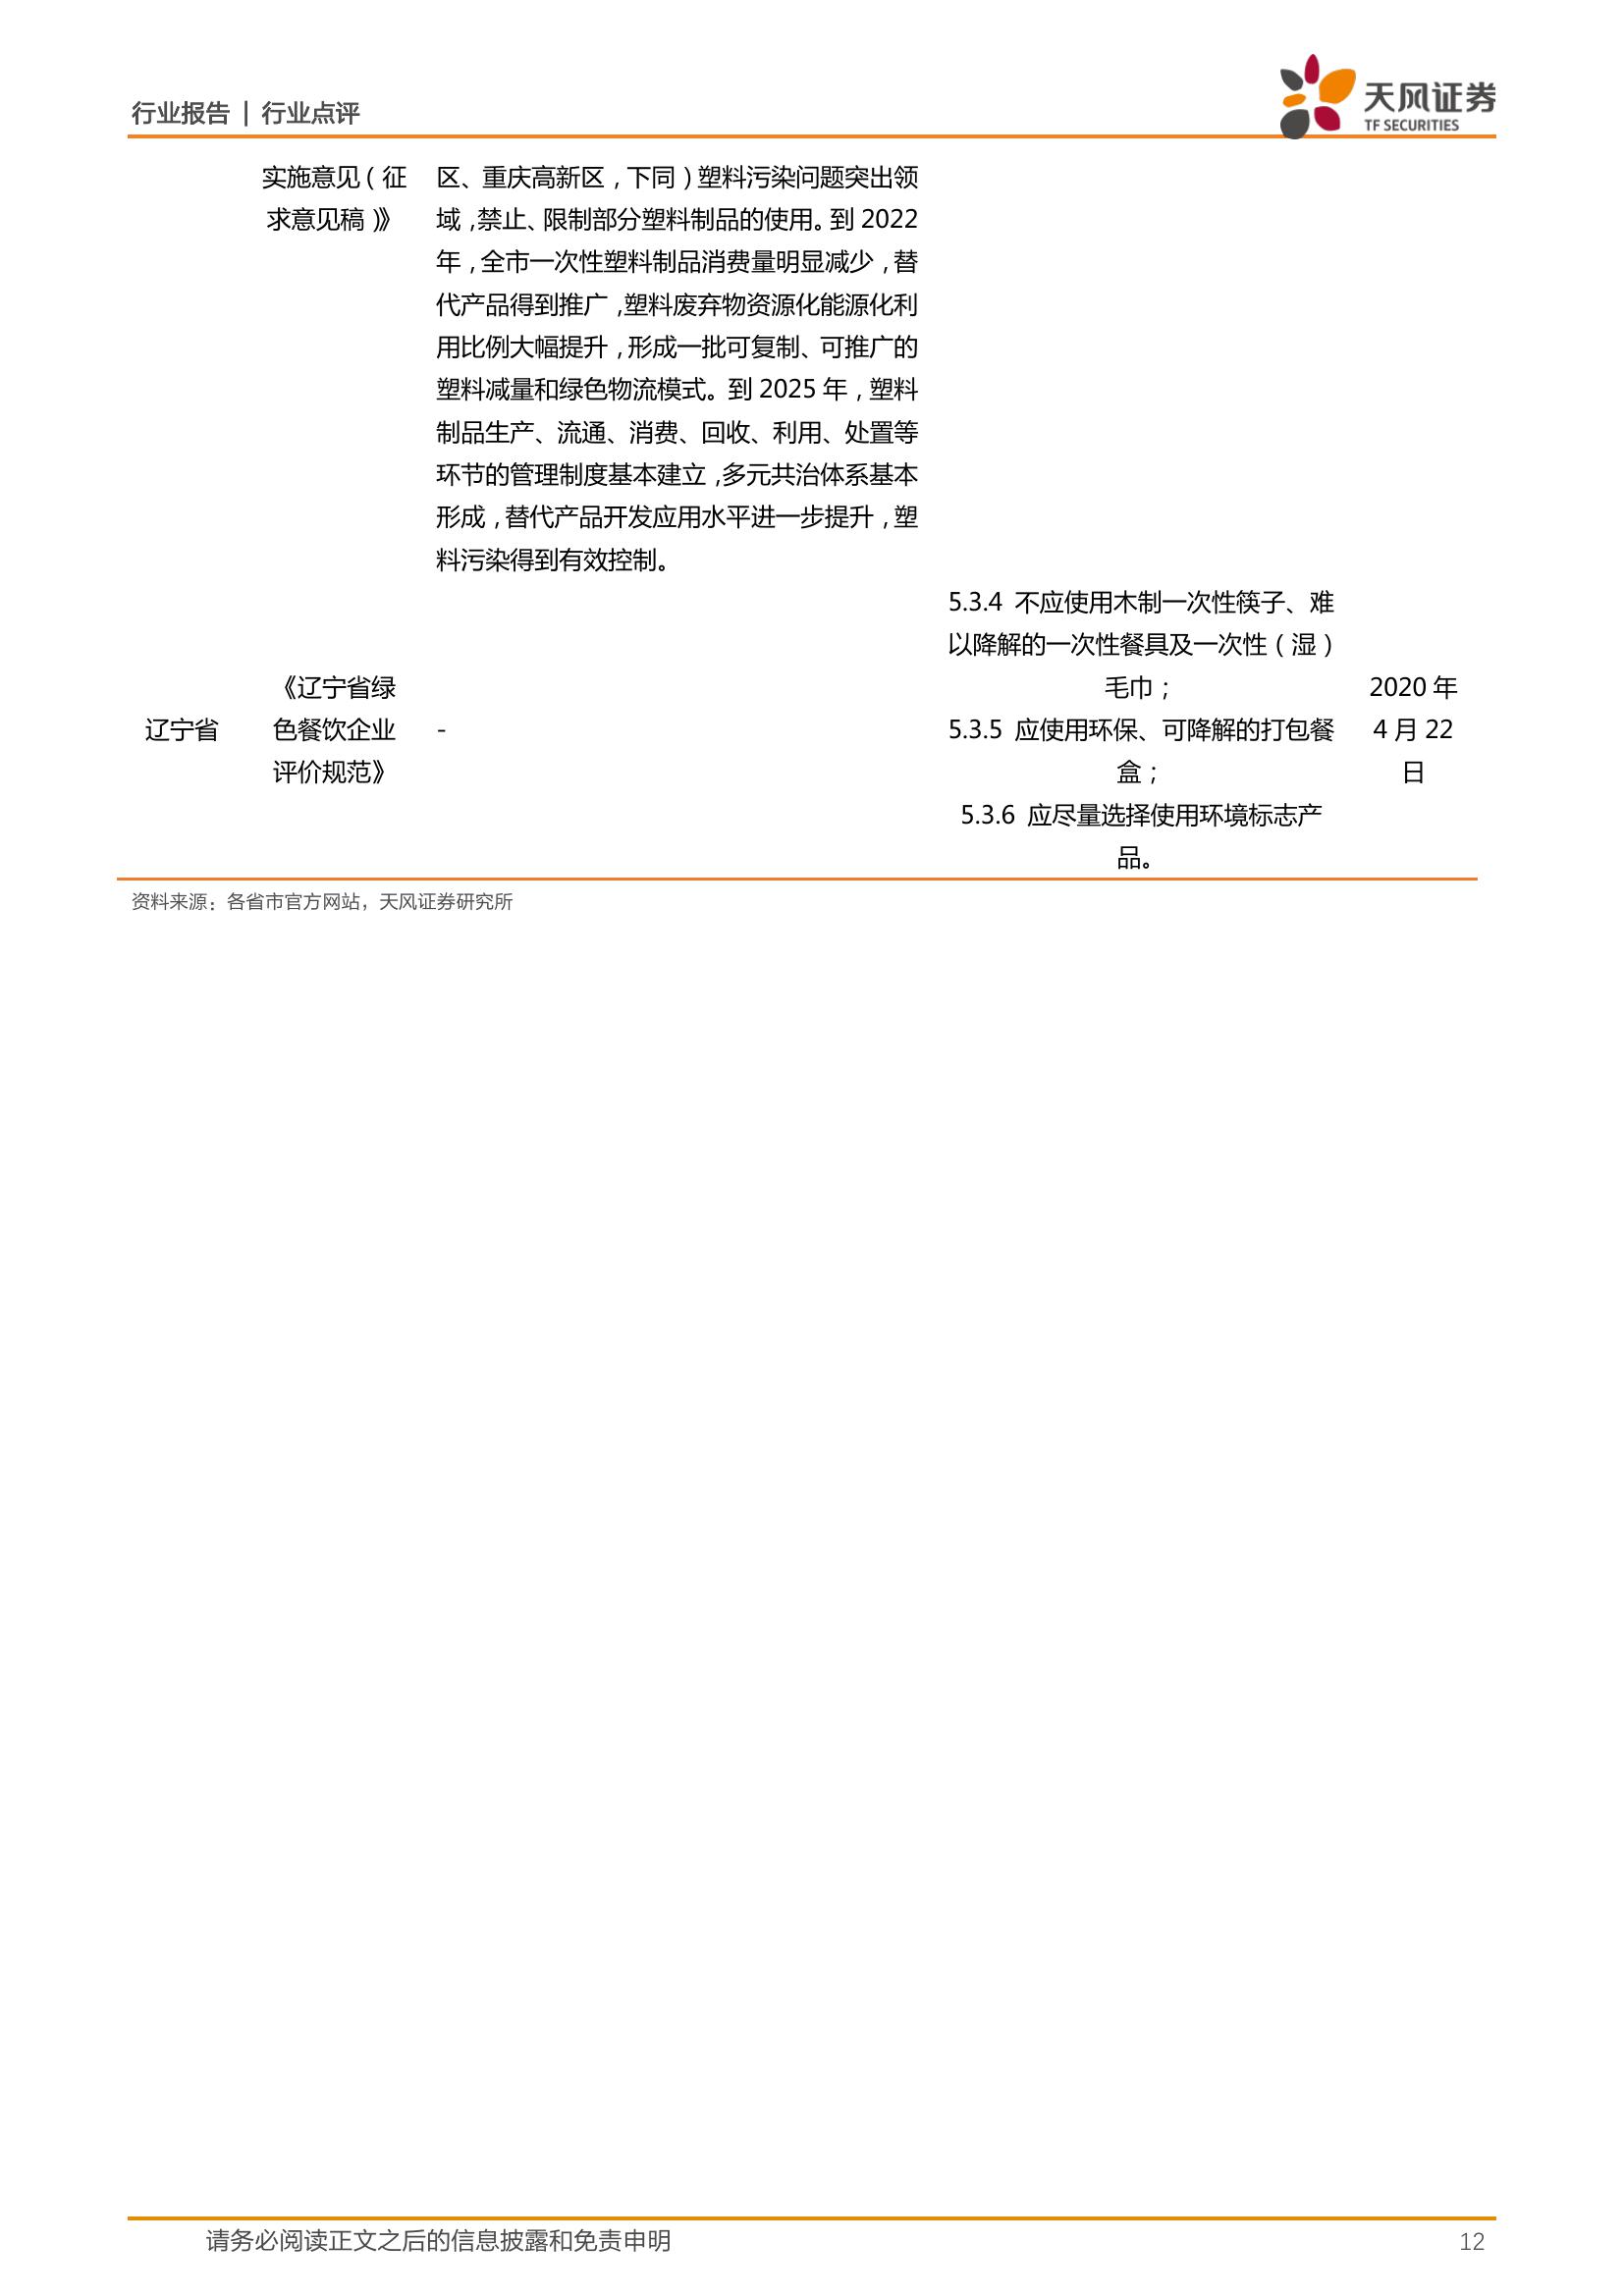 行业报告 | 行业点评
天风证券
TF SECURITIES
实施意见（征
求意见稿）》
区、重庆高新区，下同）塑料污染问题突出领
域，禁止、限制部分塑料制品的使用。到 2022
年，全市一次性塑料制品消费量明显减少，替
代产品得到推广，塑料废弃物资源化能源化利
用比例大幅提升，形成一批可复制、可推广的
塑料减量和绿色物流模式。到 2025 年，塑料
制品生产、流通、消费、回收、利用、处置等
环节的管理制度基本建立，多元共治体系基本
形成，替代产品开发应用水平进一步提升，塑
料污染得到有效控制。
辽宁省
《辽宁省绿
色餐饮企业
评价规范》
-
5.3.4 不应使用木制一次性筷子、难
以降解的一次性餐具及一次性（湿）
毛巾；
5.3.5 应使用环保、可降解的打包餐
盒；
5.3.6 应尽量选择使用环境标志产
品。
2020 年
4 月 22
日
资料来源：各省市官方网站，天风证券研究所
请务必阅读正文之后的信息披露和免责申明
12